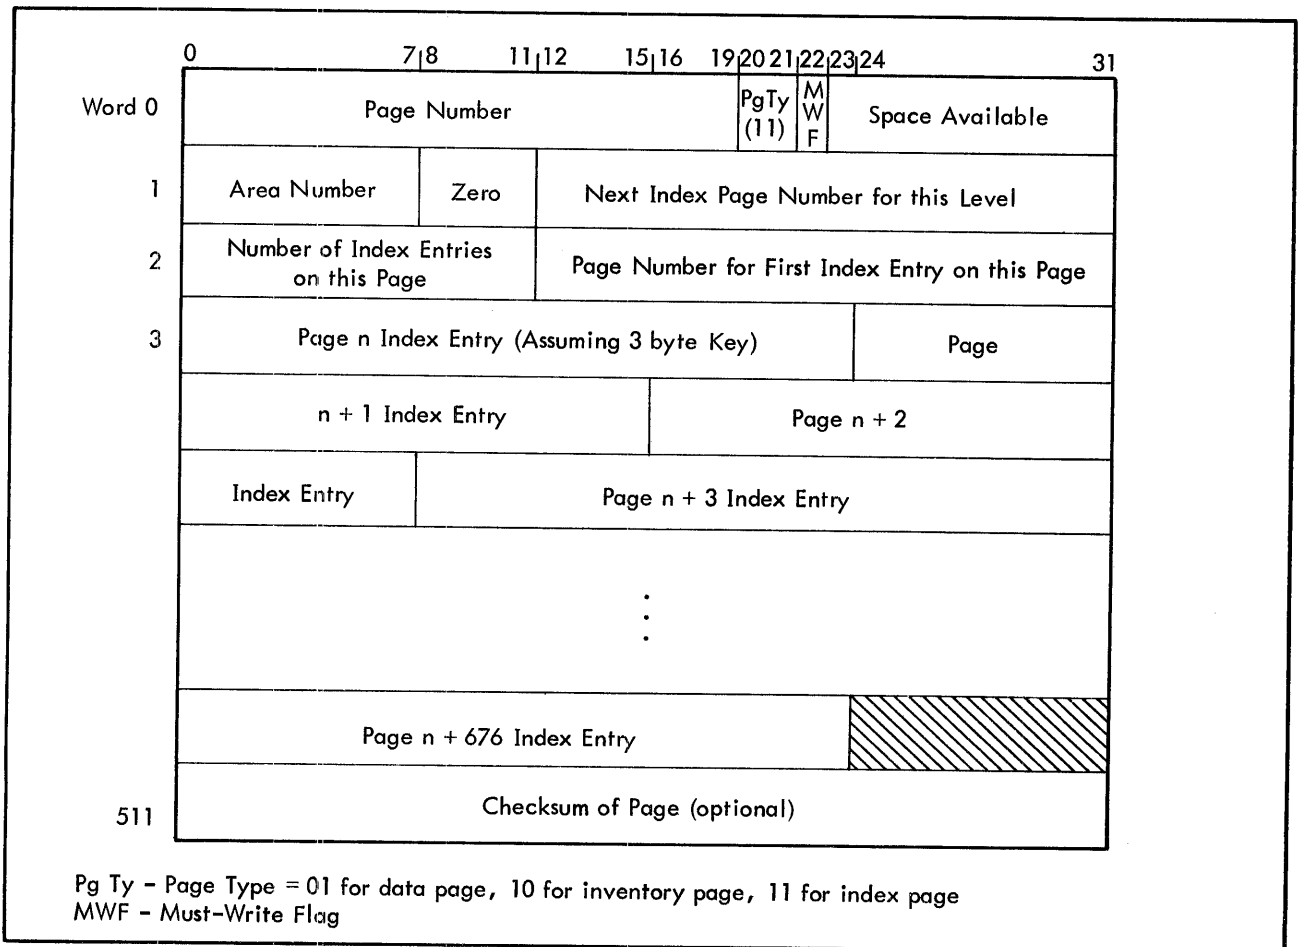 0 7 8 11 12 15 16 19 20 21 22 23 24 31
Word 0 Page Number PgTy (11) MWF Space Available
1 Area Number Zero Next Index Page Number for this Level
2 Number of Index Entries on this Page Page Number for First Index Entry on this Page
3 Page n Index Entry (Assuming 3 byte Key) Page
n + 1 Index Entry Page n + 2
Index Entry Page n + 3 Index Entry
Page n + 676 Index Entry
511 Checksum of Page (optional)
Pg Ty - Page Type = 01 for data page, 10 for inventory page, 11 for index page
MWF - Must-Write Flag